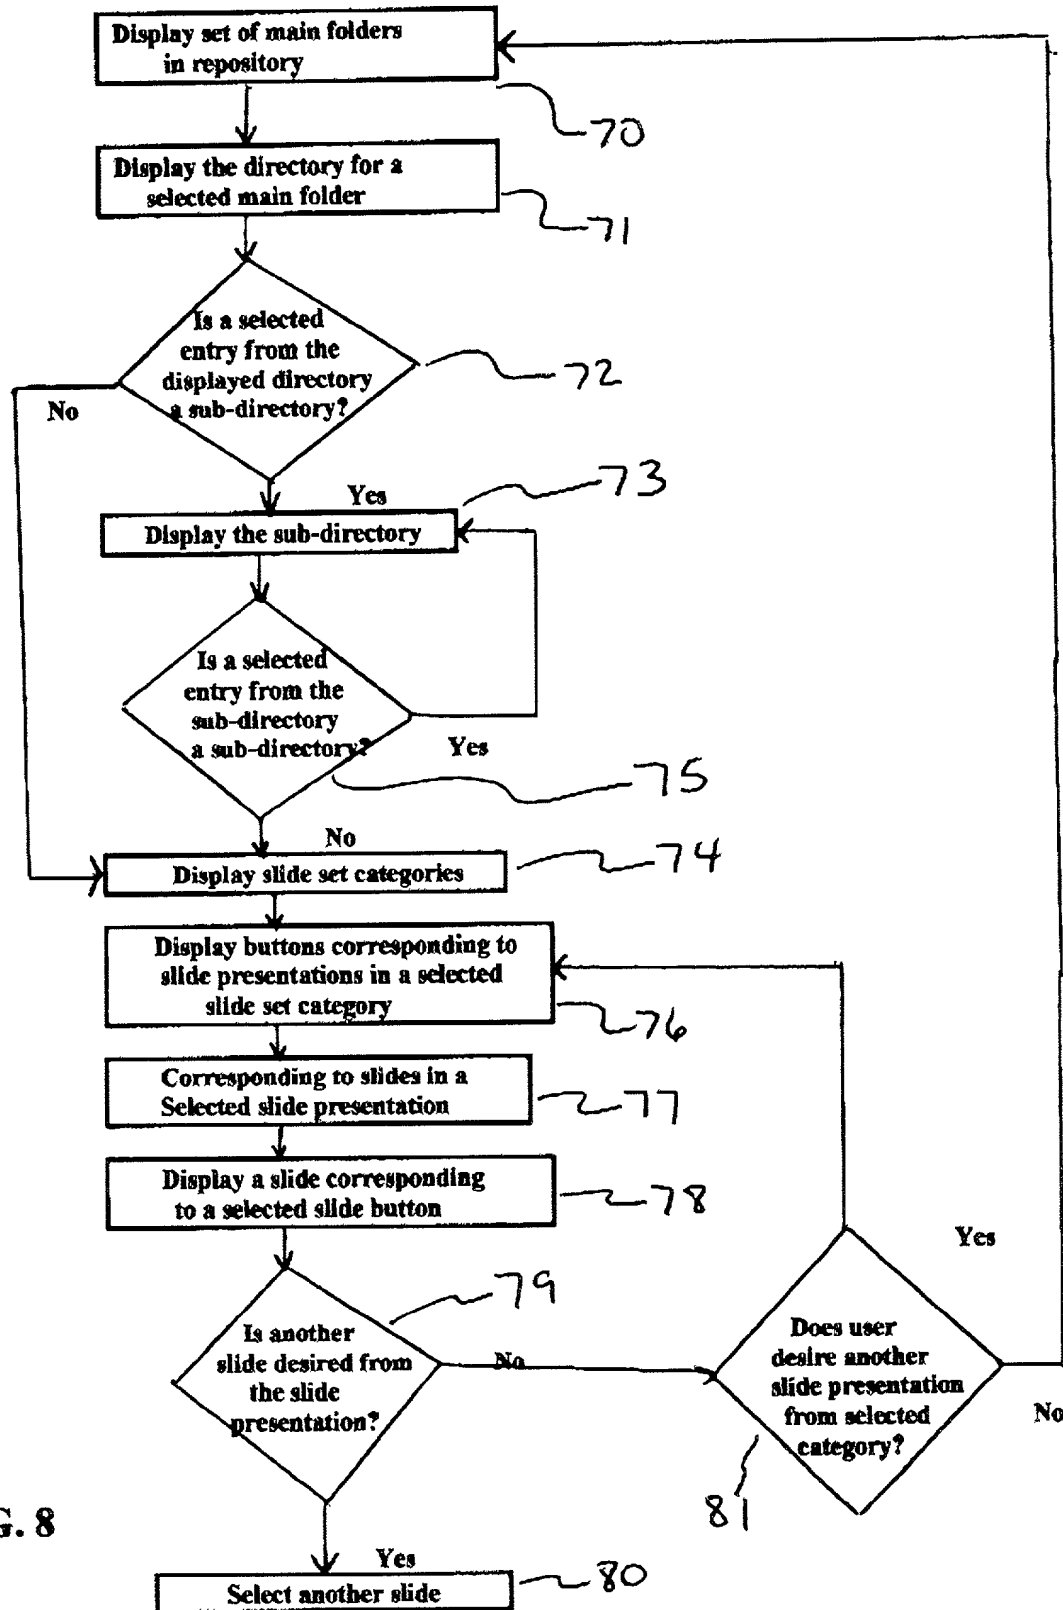 Display set of main folders
in repository
70
Display the directory for a
selected main folder
71
Is a selected
entry from the
displayed directory
a sub-directory?
72
No
Yes
73
Display the sub-directory
Is a selected
entry from the
sub-directory
a sub-directory?
Yes
75
No
74
Display slide set categories
Display buttons corresponding to
slide presentations in a selected
slide set category
76
Corresponding to slides in a
Selected slide presentation
77
Display a slide corresponding
to a selected slide button
78
79
Is another
slide desired from
the slide
presentation?
No
Yes
Does user
desire another
slide presentation
from selected
category?
No
81
G. 8
Yes
80
Select another slide